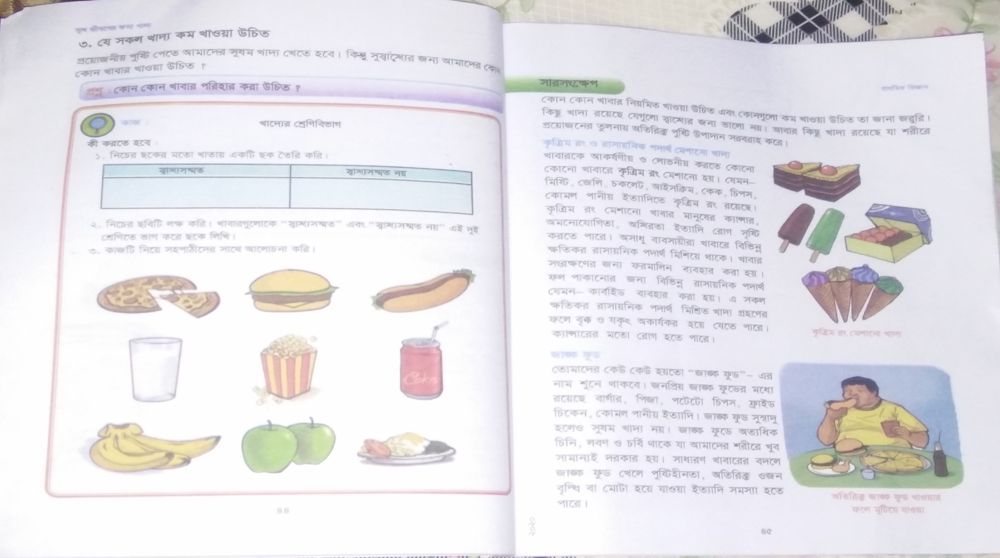 সুস্থ জীবনের জন্য খাদ্য
৩. যে সকল খাদ্য কম খাওয়া উচিত
প্রয়োজনীয় পুষ্টি পেতে আমাদের সুষম খাদ্য খেতে হবে। কিন্তু সুস্বাস্থ্যের জন্য আমাদের কোন
কোন খাবার খাওয়া উচিত ?
প্রশ্ন : কোন কোন খাবার পরিহার করা উচিত ?
কাজ :
খাদ্যের শ্রেণিবিভাগ
কী করতে হবে :
১. নিচের ছকের মতো খাতায় একটি ছক তৈরি করি।
স্বাস্থ্যসম্মত
স্বাস্থ্যসম্মত নয়
২. নিচের ছবিটি লক্ষ করি। খাবারগুলোকে “স্বাস্থ্যসম্মত” এবং “স্বাস্থ্যসম্মত নয়” এই দুই
শ্রেণিতে ভাগ করে ছকে লিখি।
৩. কাজটি নিয়ে সহপাঠীদের সাথে আলোচনা করি।
Coke
৪৪
প্রাথমিক বিজ্ঞান
সারসংক্ষেপ
কোন কোন খাবার নিয়মিত খাওয়া উচিত এবং কোনগুলো কম খাওয়া উচিত তা জানা জরুরি।
কিছু খাদ্য রয়েছে যেগুলো স্বাস্থ্যের জন্য ভালো নয়। আবার কিছু খাদ্য রয়েছে যা শরীরে
প্রয়োজনের তুলনায় অতিরিক্ত পুষ্টি উপাদান সরবরাহ করে।
কৃত্রিম রং ও রাসায়নিক পদার্থ মেশানো খাদ্য
খাবারকে আকর্ষণীয় ও লোভনীয় করতে কোনো
কোনো খাবারে কৃত্রিম রং মেশানো হয়। যেমন–
মিষ্টি, জেলি, চকলেট, আইসক্রিম, কেক, চিপস,
কোমল পানীয় ইত্যাদিতে কৃত্রিম রং রয়েছে।
কৃত্রিম রং মেশানো খাবার মানুষের ক্যান্সার,
অমনোযোগিতা, অস্থিরতা ইত্যাদি রোগ সৃষ্টি
করতে পারে। অসাধু ব্যবসায়ীরা খাবারে বিভিন্ন
ক্ষতিকর রাসায়নিক পদার্থ মিশিয়ে থাকে। খাবার
সংরক্ষণের জন্য ফরমালিন ব্যবহার করা হয়।
ফল পাকানোর জন্য বিভিন্ন রাসায়নিক পদার্থ
যেমন– কার্বাইড ব্যবহার করা হয়। এ সকল
ক্ষতিকর রাসায়নিক পদার্থ মিশ্রিত খাদ্য গ্রহণের
ফলে বৃক্ক ও যকৃৎ অকার্যকর হয়ে যেতে পারে।
ক্যান্সারের মতো রোগ হতে পারে।
কৃত্রিম রং মেশানো খাদ্য
জাঙ্ক ফুড
তোমাদের কেউ কেউ হয়তো “জাঙ্ক ফুড”– এর
নাম শুনে থাকবে। জনপ্রিয় জাঙ্ক ফুডের মধ্যে
রয়েছে বার্গার, পিজা, পটেটো চিপস, ফ্রাইড
চিকেন, কোমল পানীয় ইত্যাদি। জাঙ্ক ফুড সুস্বাদু
হলেও সুষম খাদ্য নয়। জাঙ্ক ফুডে অত্যধিক
চিনি, লবণ ও চর্বি থাকে যা আমাদের শরীরে খুব
সামান্যই দরকার হয়। সাধারণ খাবারের বদলে
জাঙ্ক ফুড খেলে পুষ্টিহীনতা, অতিরিক্ত ওজন
বৃদ্ধি বা মোটা হয়ে যাওয়া ইত্যাদি সমস্যা হতে
পারে।
অতিরিক্ত জাঙ্ক ফুড খাওয়ার
ফলে মুটিয়ে যাওয়া
২০২০
৪৫